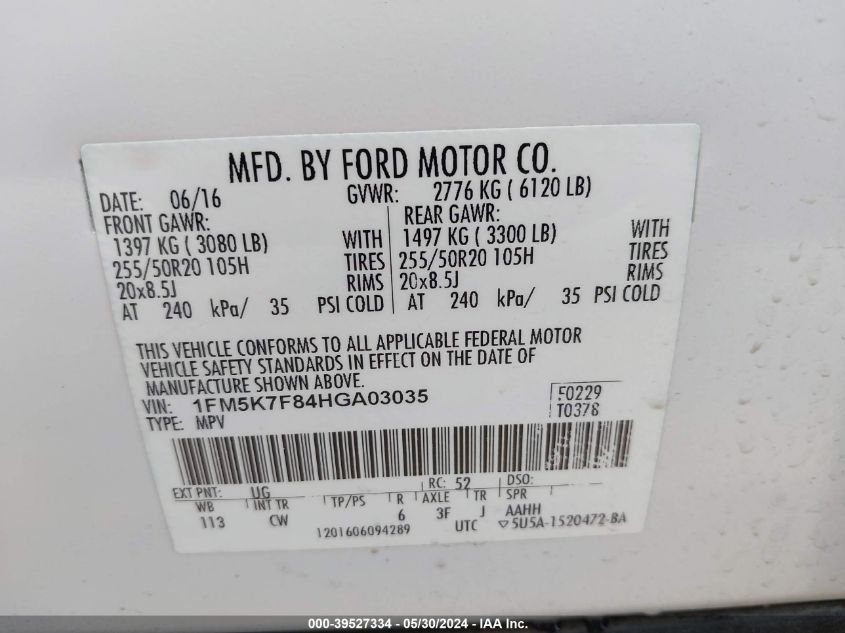 MFD. BY FORD MOTOR CO.
DATE: 06/16 GVWR: 2776 KG ( 6120 LB)
FRONT GAWR: REAR GAWR:
1397 KG ( 3080 LB) WITH 1497 KG ( 3300 LB) WITH
255/50R20 105H TIRES 255/50R20 105H TIRES
20x8.5J RIMS 20x8.5J RIMS
AT 240 kPa/ 35 PSI COLD AT 240 kPa/ 35 PSI COLD
THIS VEHICLE CONFORMS TO ALL APPLICABLE FEDERAL MOTOR
VEHICLE SAFETY STANDARDS IN EFFECT ON THE DATE OF
MANUFACTURE SHOWN ABOVE.
VIN: 1FM5K7F84HGA03035 F0229
TYPE: MPV T0378
EXT PNT: UG RC: 52 DSO:
WB INT TR TP/PS R AXLE TR SPR
113 CW 6 3F J AAHH
1201606094289 UTC ▽5U5A-1520472-BA
000-39527334 - 05/30/2024 - IAA Inc.